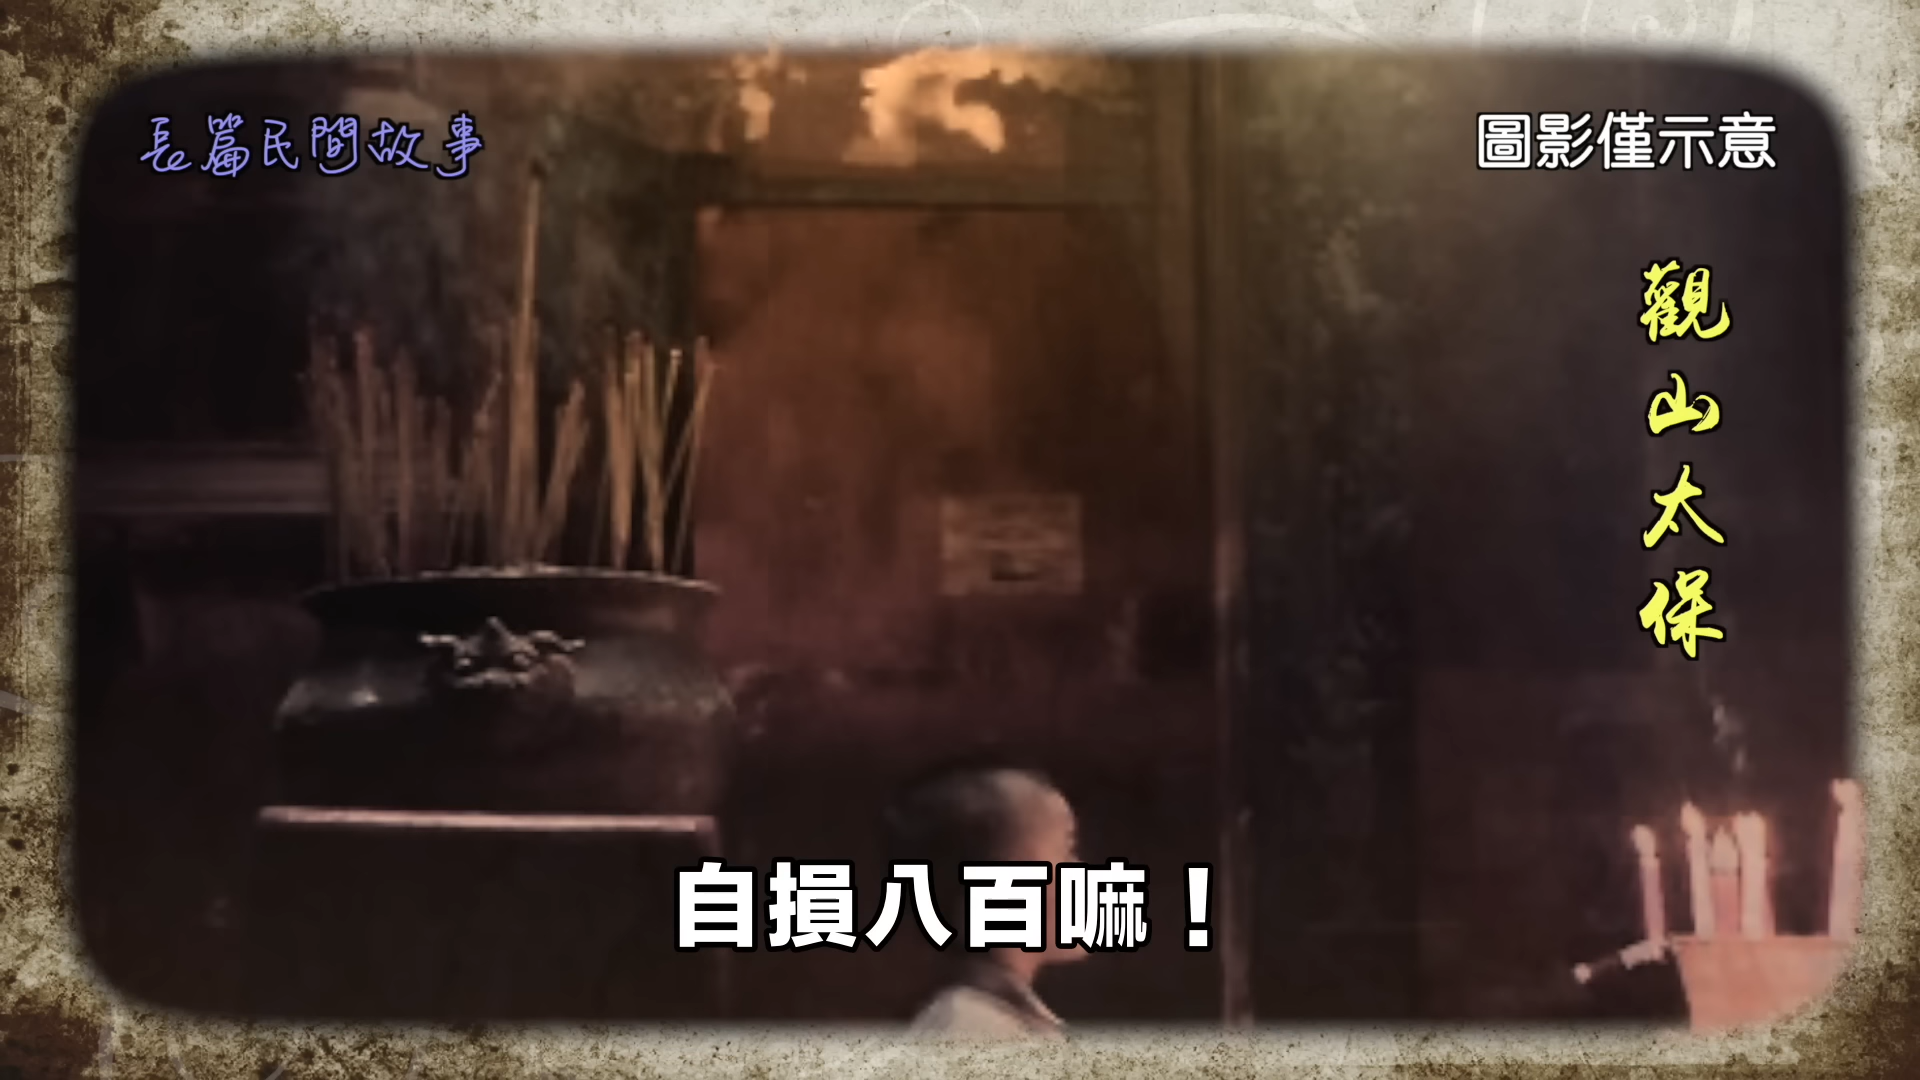 長篇民間故事
圖影僅示意
觀山太保
自損八百嘛！